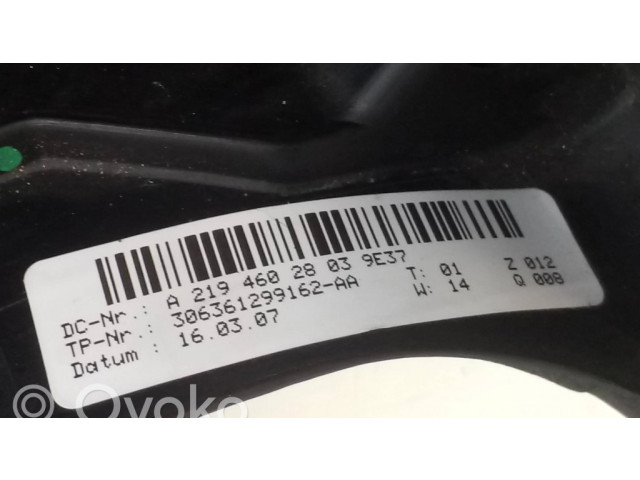 DC-Nr.: A 219 460 28 03 9E37
TP-Nr.: 306361299162-AA T: 01 Z 012
Datum : 16.03.07 W: 14 Q 008
© Ovoko